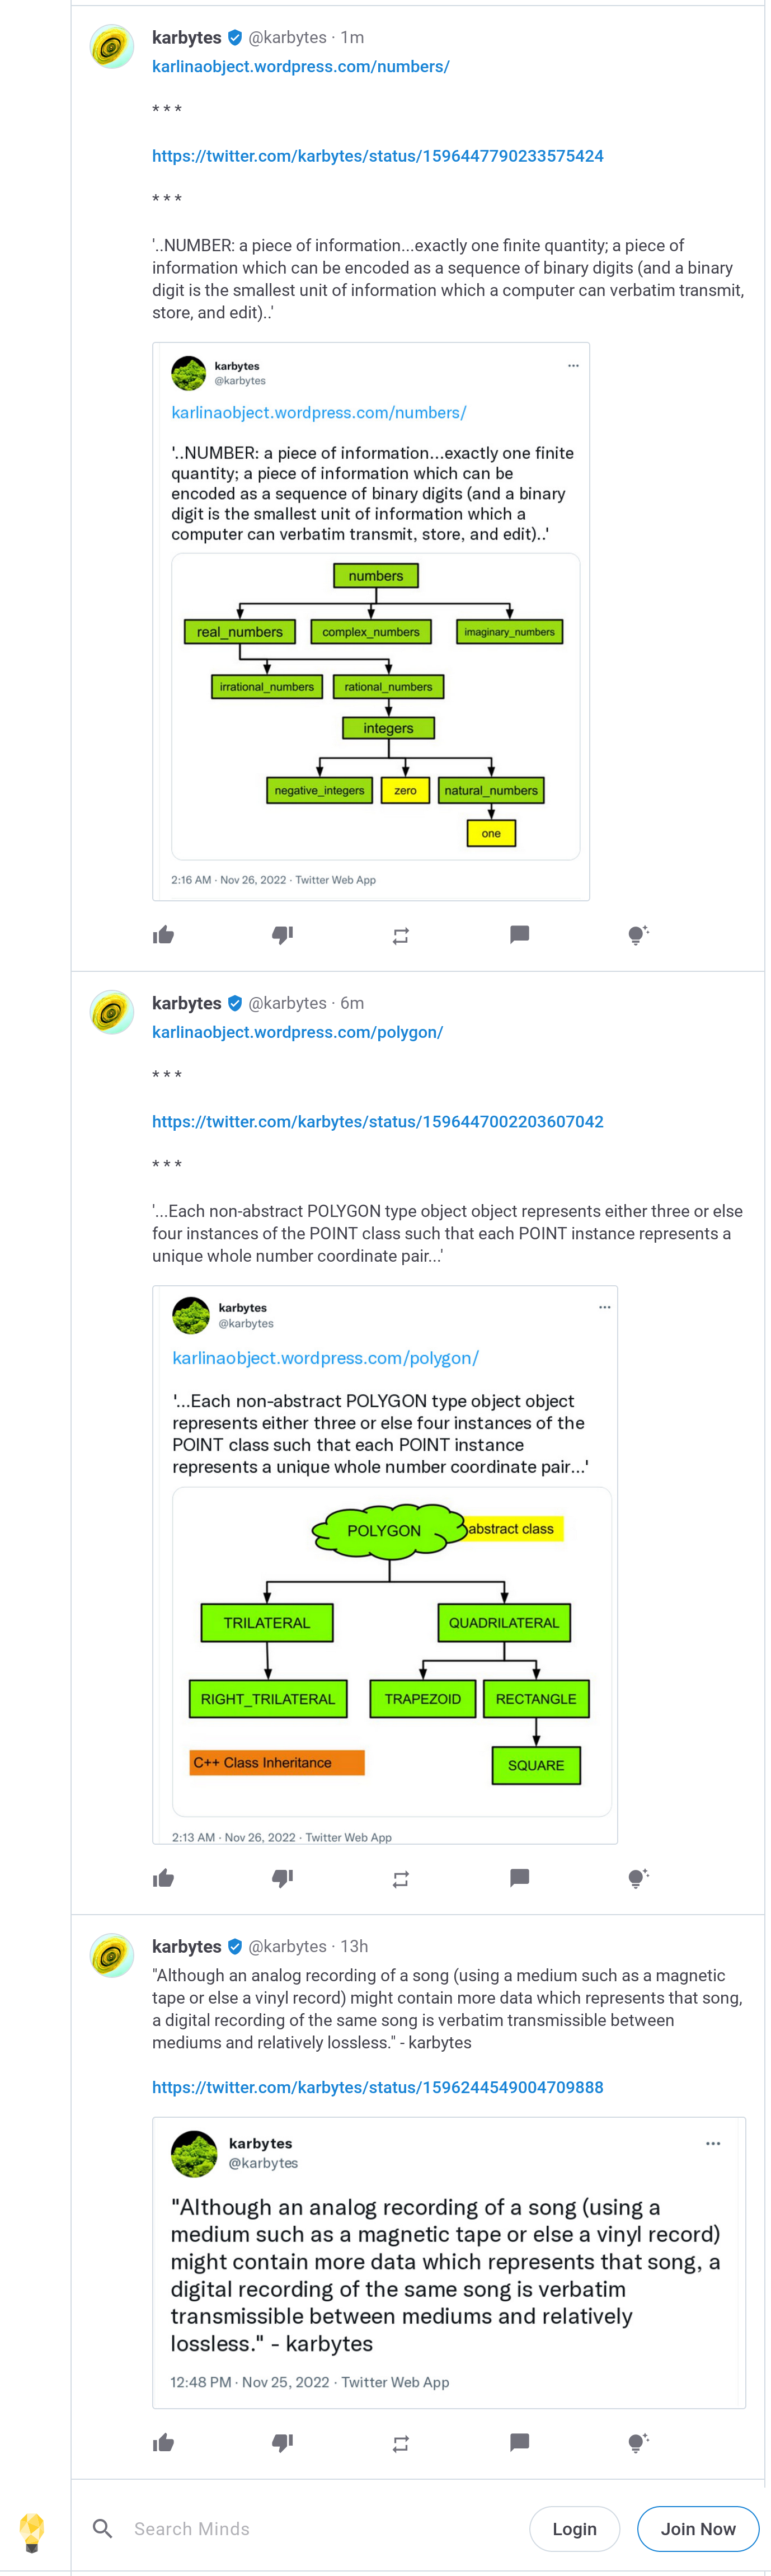 karbytes @karbytes · 1m
karlinaobject.wordpress.com/numbers/
* * *
https://twitter.com/karbytes/status/1596447790233575424
* * *
'..NUMBER: a piece of information...exactly one finite quantity; a piece of
information which can be encoded as a sequence of binary digits (and a binary
digit is the smallest unit of information which a computer can verbatim transmit,
store, and edit)..'
karbytes
@karbytes
karlinaobject.wordpress.com/numbers/
'..NUMBER: a piece of information...exactly one finite
quantity; a piece of information which can be
encoded as a sequence of binary digits (and a binary
digit is the smallest unit of information which a
computer can verbatim transmit, store, and edit)..'
numbers
real_numbers complex_numbers imaginary_numbers
irrational_numbers rational_numbers
integers
negative_integers zero natural_numbers
one
2:16 AM · Nov 26, 2022 · Twitter Web App
karbytes @karbytes · 6m
karlinaobject.wordpress.com/polygon/
* * *
https://twitter.com/karbytes/status/1596447002203607042
* * *
'...Each non-abstract POLYGON type object object represents either three or else
four instances of the POINT class such that each POINT instance represents a
unique whole number coordinate pair...'
karbytes
@karbytes
karlinaobject.wordpress.com/polygon/
'...Each non-abstract POLYGON type object object
represents either three or else four instances of the
POINT class such that each POINT instance
represents a unique whole number coordinate pair...'
POLYGON abstract class
TRILATERAL QUADRILATERAL
RIGHT_TRILATERAL TRAPEZOID RECTANGLE
C++ Class Inheritance SQUARE
2:13 AM · Nov 26, 2022 · Twitter Web App
karbytes @karbytes · 13h
"Although an analog recording of a song (using a medium such as a magnetic
tape or else a vinyl record) might contain more data which represents that song,
a digital recording of the same song is verbatim transmissible between
mediums and relatively lossless." - karbytes
https://twitter.com/karbytes/status/1596244549004709888
karbytes
@karbytes
"Although an analog recording of a song (using a
medium such as a magnetic tape or else a vinyl record)
might contain more data which represents that song, a
digital recording of the same song is verbatim
transmissible between mediums and relatively
lossless." - karbytes
12:48 PM · Nov 25, 2022 · Twitter Web App
Search Minds Login Join Now